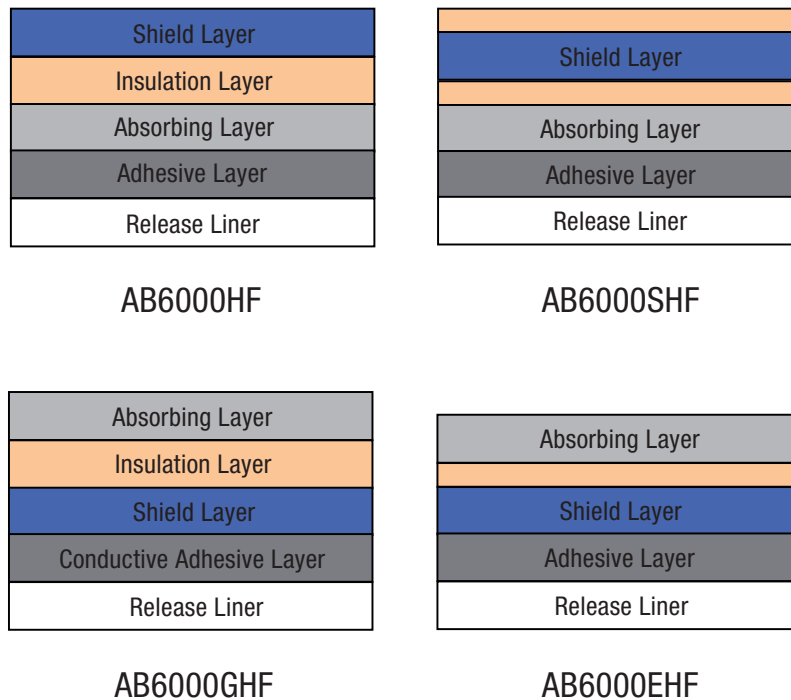 Shield Layer
Insulation Layer
Absorbing Layer
Adhesive Layer
Release Liner
AB6000HF
Shield Layer
Absorbing Layer
Adhesive Layer
Release Liner
AB6000SHF
Absorbing Layer
Insulation Layer
Shield Layer
Conductive Adhesive Layer
Release Liner
AB6000GHF
Absorbing Layer
Shield Layer
Adhesive Layer
Release Liner
AB6000EHF